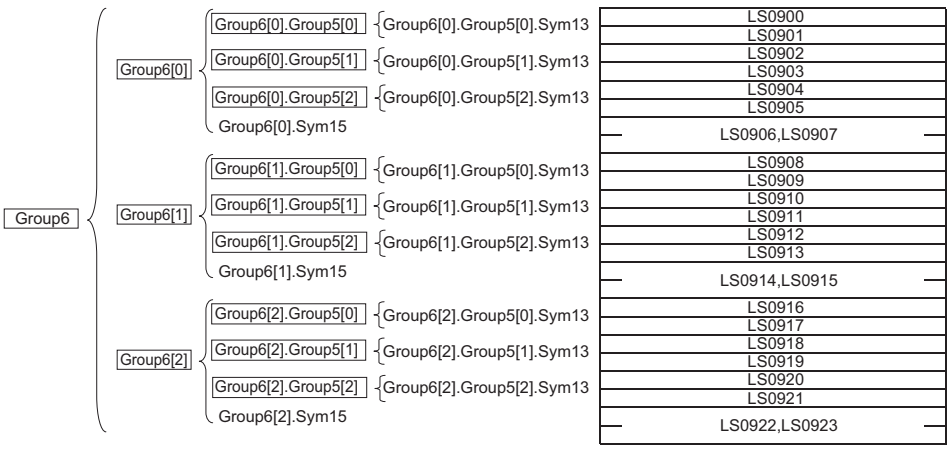 Group6[0].Group5[0] Group6[0].Group5[0].Sym13 LS0900
LS0901
Group6[0].Group5[1] Group6[0].Group5[1].Sym13 LS0902
Group6[0] LS0903
Group6[0].Group5[2] Group6[0].Group5[2].Sym13 LS0904
LS0905
Group6[0].Sym15 LS0906,LS0907
Group6[1].Group5[0] Group6[1].Group5[0].Sym13 LS0908
LS0909
Group6[1].Group5[1] Group6[1].Group5[1].Sym13 LS0910
Group6 Group6[1] LS0911
Group6[1].Group5[2] Group6[1].Group5[2].Sym13 LS0912
LS0913
Group6[1].Sym15 LS0914,LS0915
Group6[2].Group5[0] Group6[2].Group5[0].Sym13 LS0916
LS0917
Group6[2].Group5[1] Group6[2].Group5[1].Sym13 LS0918
Group6[2] LS0919
Group6[2].Group5[2] Group6[2].Group5[2].Sym13 LS0920
LS0921
Group6[2].Sym15 LS0922,LS0923